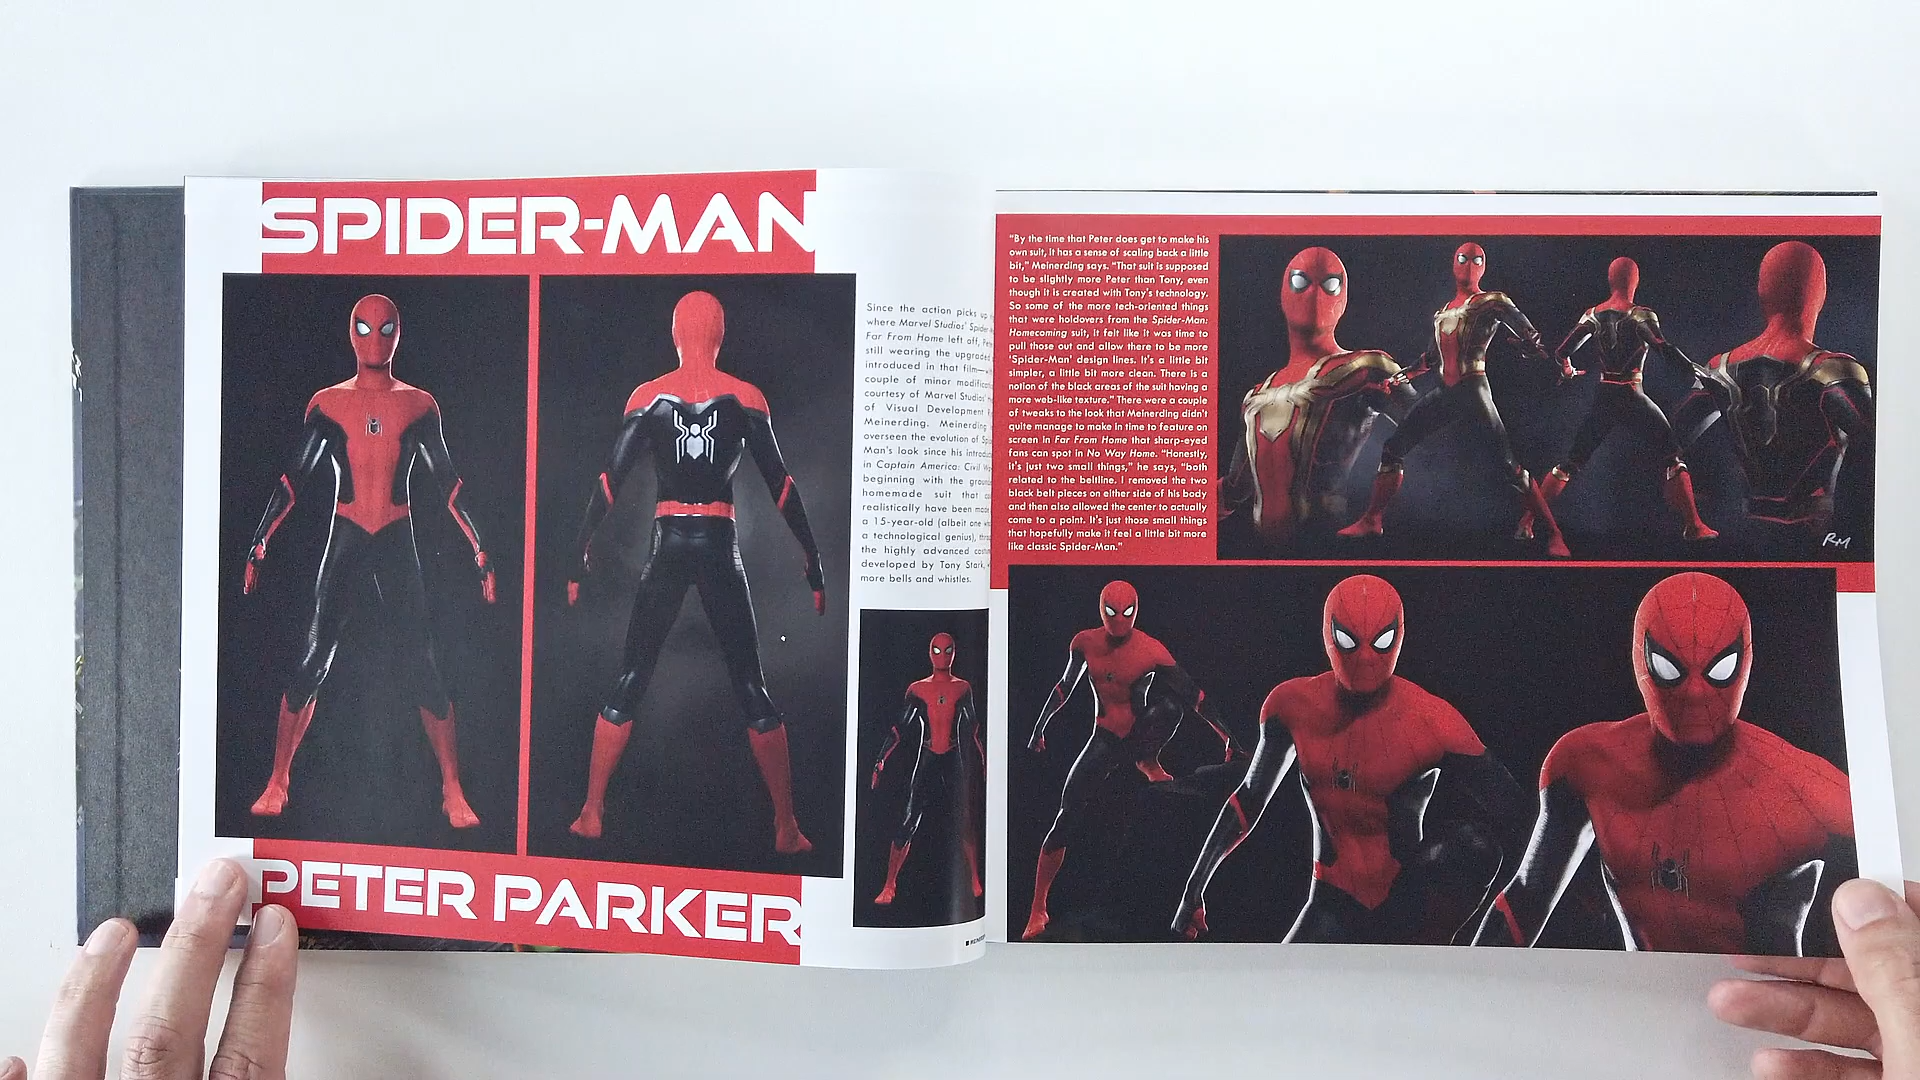 SPIDER-MAN
Since the action picks up
where Marvel Studios' Spider
Far From Home left off,
still wearing the upgraded
introduced in that film—
couple of minor
courtesy of Marvel Studios'
of Visual Development
Meinerding. Meinerding
overseen the evolution of
Man's look since his
in Captain America: Civil
beginning with the
homemade suit that
realistically have been made
a 15-year-old (albeit one
a technological genius),
the highly advanced
developed by Tony Stark,
more bells and whistles.
PETER PARKER
"By the time that Peter does get to make his
own suit, it has a sense of scaling back a little
bit," Meinerding says. "That suit is supposed
to be slightly more Peter than Tony, even
though it is created with Tony's technology.
So some of the more tech-oriented things
that were holdovers from the Spider-Man:
Homecoming suit, it felt like it was time to
pull those out and allow there to be more
'Spider-Man' design lines. It's a little bit
simpler, a little bit more clean. There is a
notion of the black areas of the suit having a
more web-like texture." There were a couple
of tweaks to the look that Meinerding didn't
quite manage to make in time to feature on
screen in Far From Home that sharp-eyed
fans can spot in No Way Home. "Honestly,
it's just two small things," he says, "both
related to the beltline. I removed the two
black belt pieces on either side of his body
and then also allowed the center to actually
come to a point. It's just those small things
that hopefully make it feel a little bit more
like classic Spider-Man."
RM